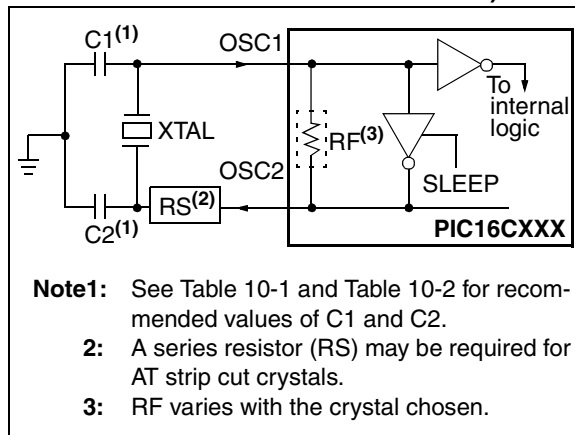 C1(1)
OSC1
To
internal
logic
XTAL
RF(3)
OSC2
SLEEP
RS(2)
C2(1)
PIC16CXXX
Note1: See Table 10-1 and Table 10-2 for recom-
mended values of C1 and C2.
2: A series resistor (RS) may be required for
AT strip cut crystals.
3: RF varies with the crystal chosen.